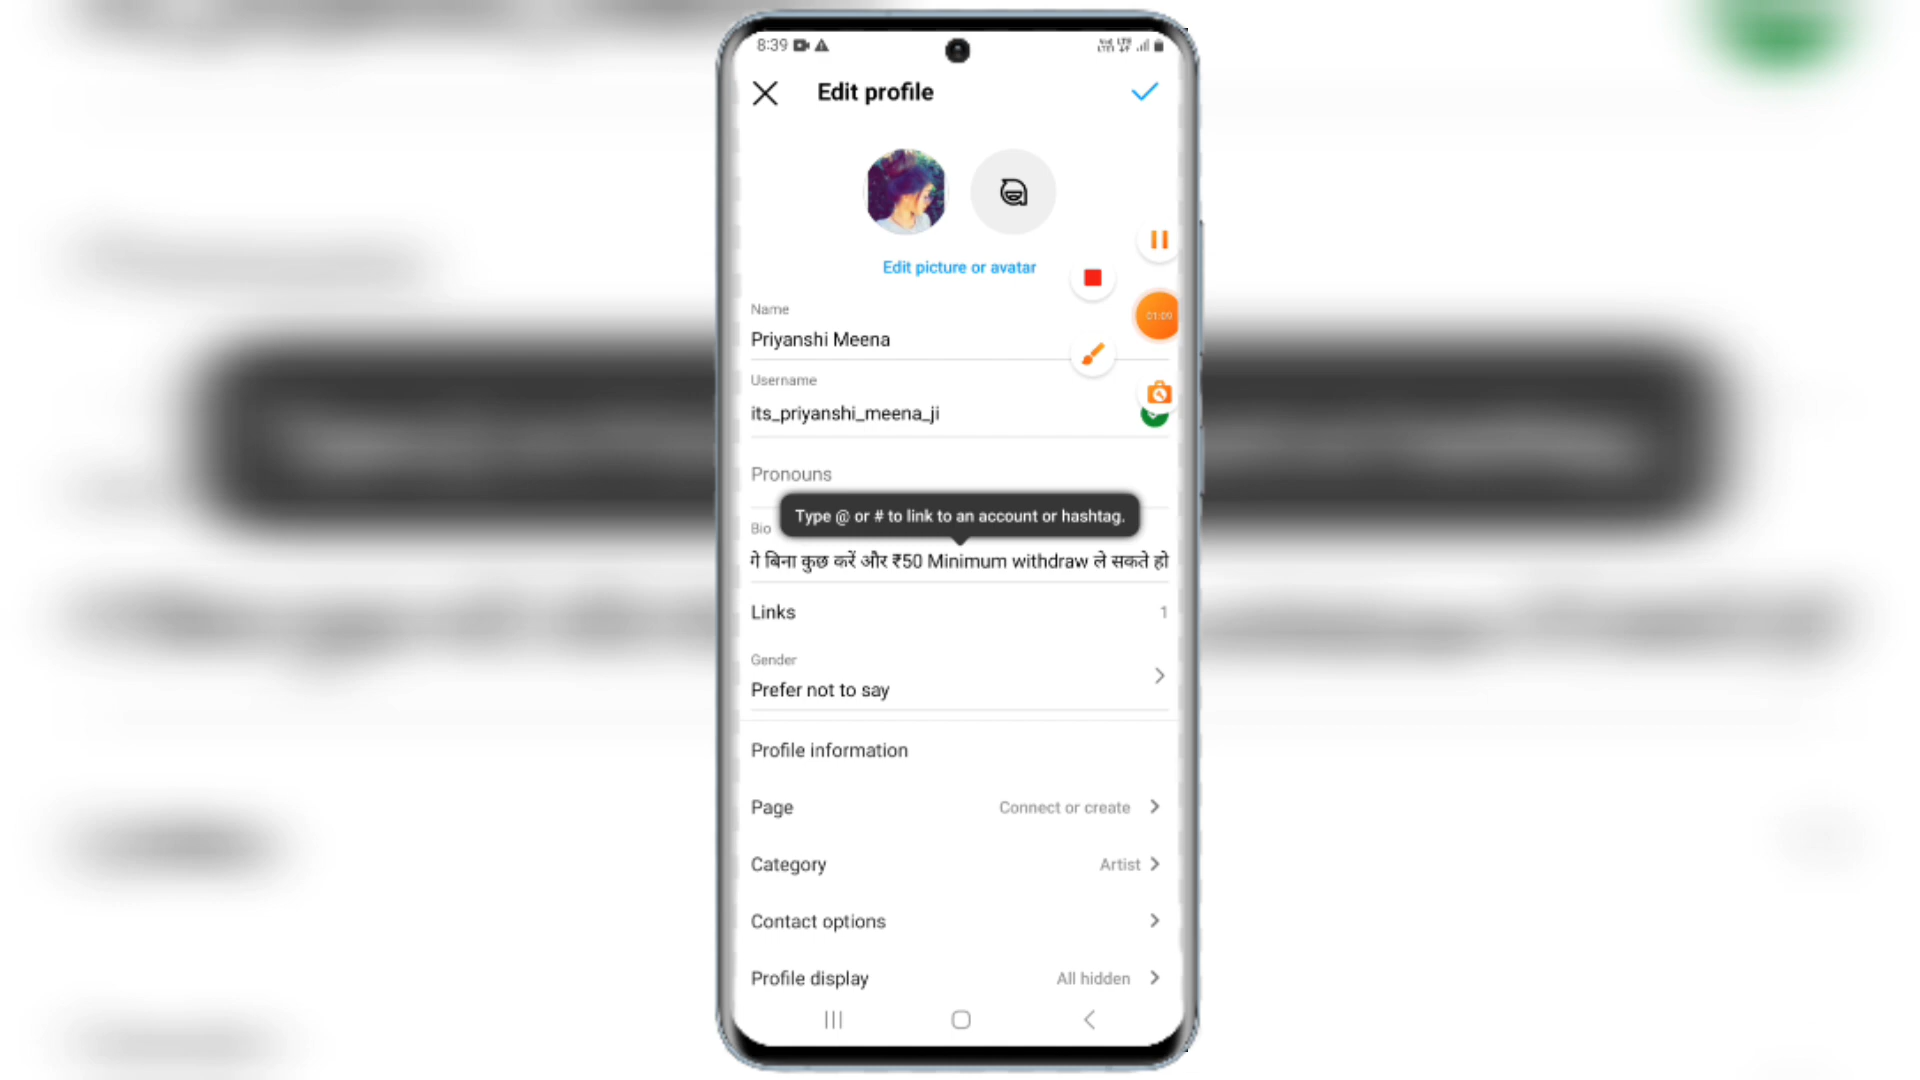 8:39
Edit profile
Edit picture or avatar
Name
Priyanshi Meena
01:09
Username
its_priyanshi_meena_ji
Pronouns
Type @ or # to link to an account or hashtag.
Bio
गे बिना कुछ करें और ₹50 Minimum withdraw ले सकते हो
Links 1
Gender
Prefer not to say
Profile information
Page Connect or create
Category Artist
Contact options
Profile display All hidden